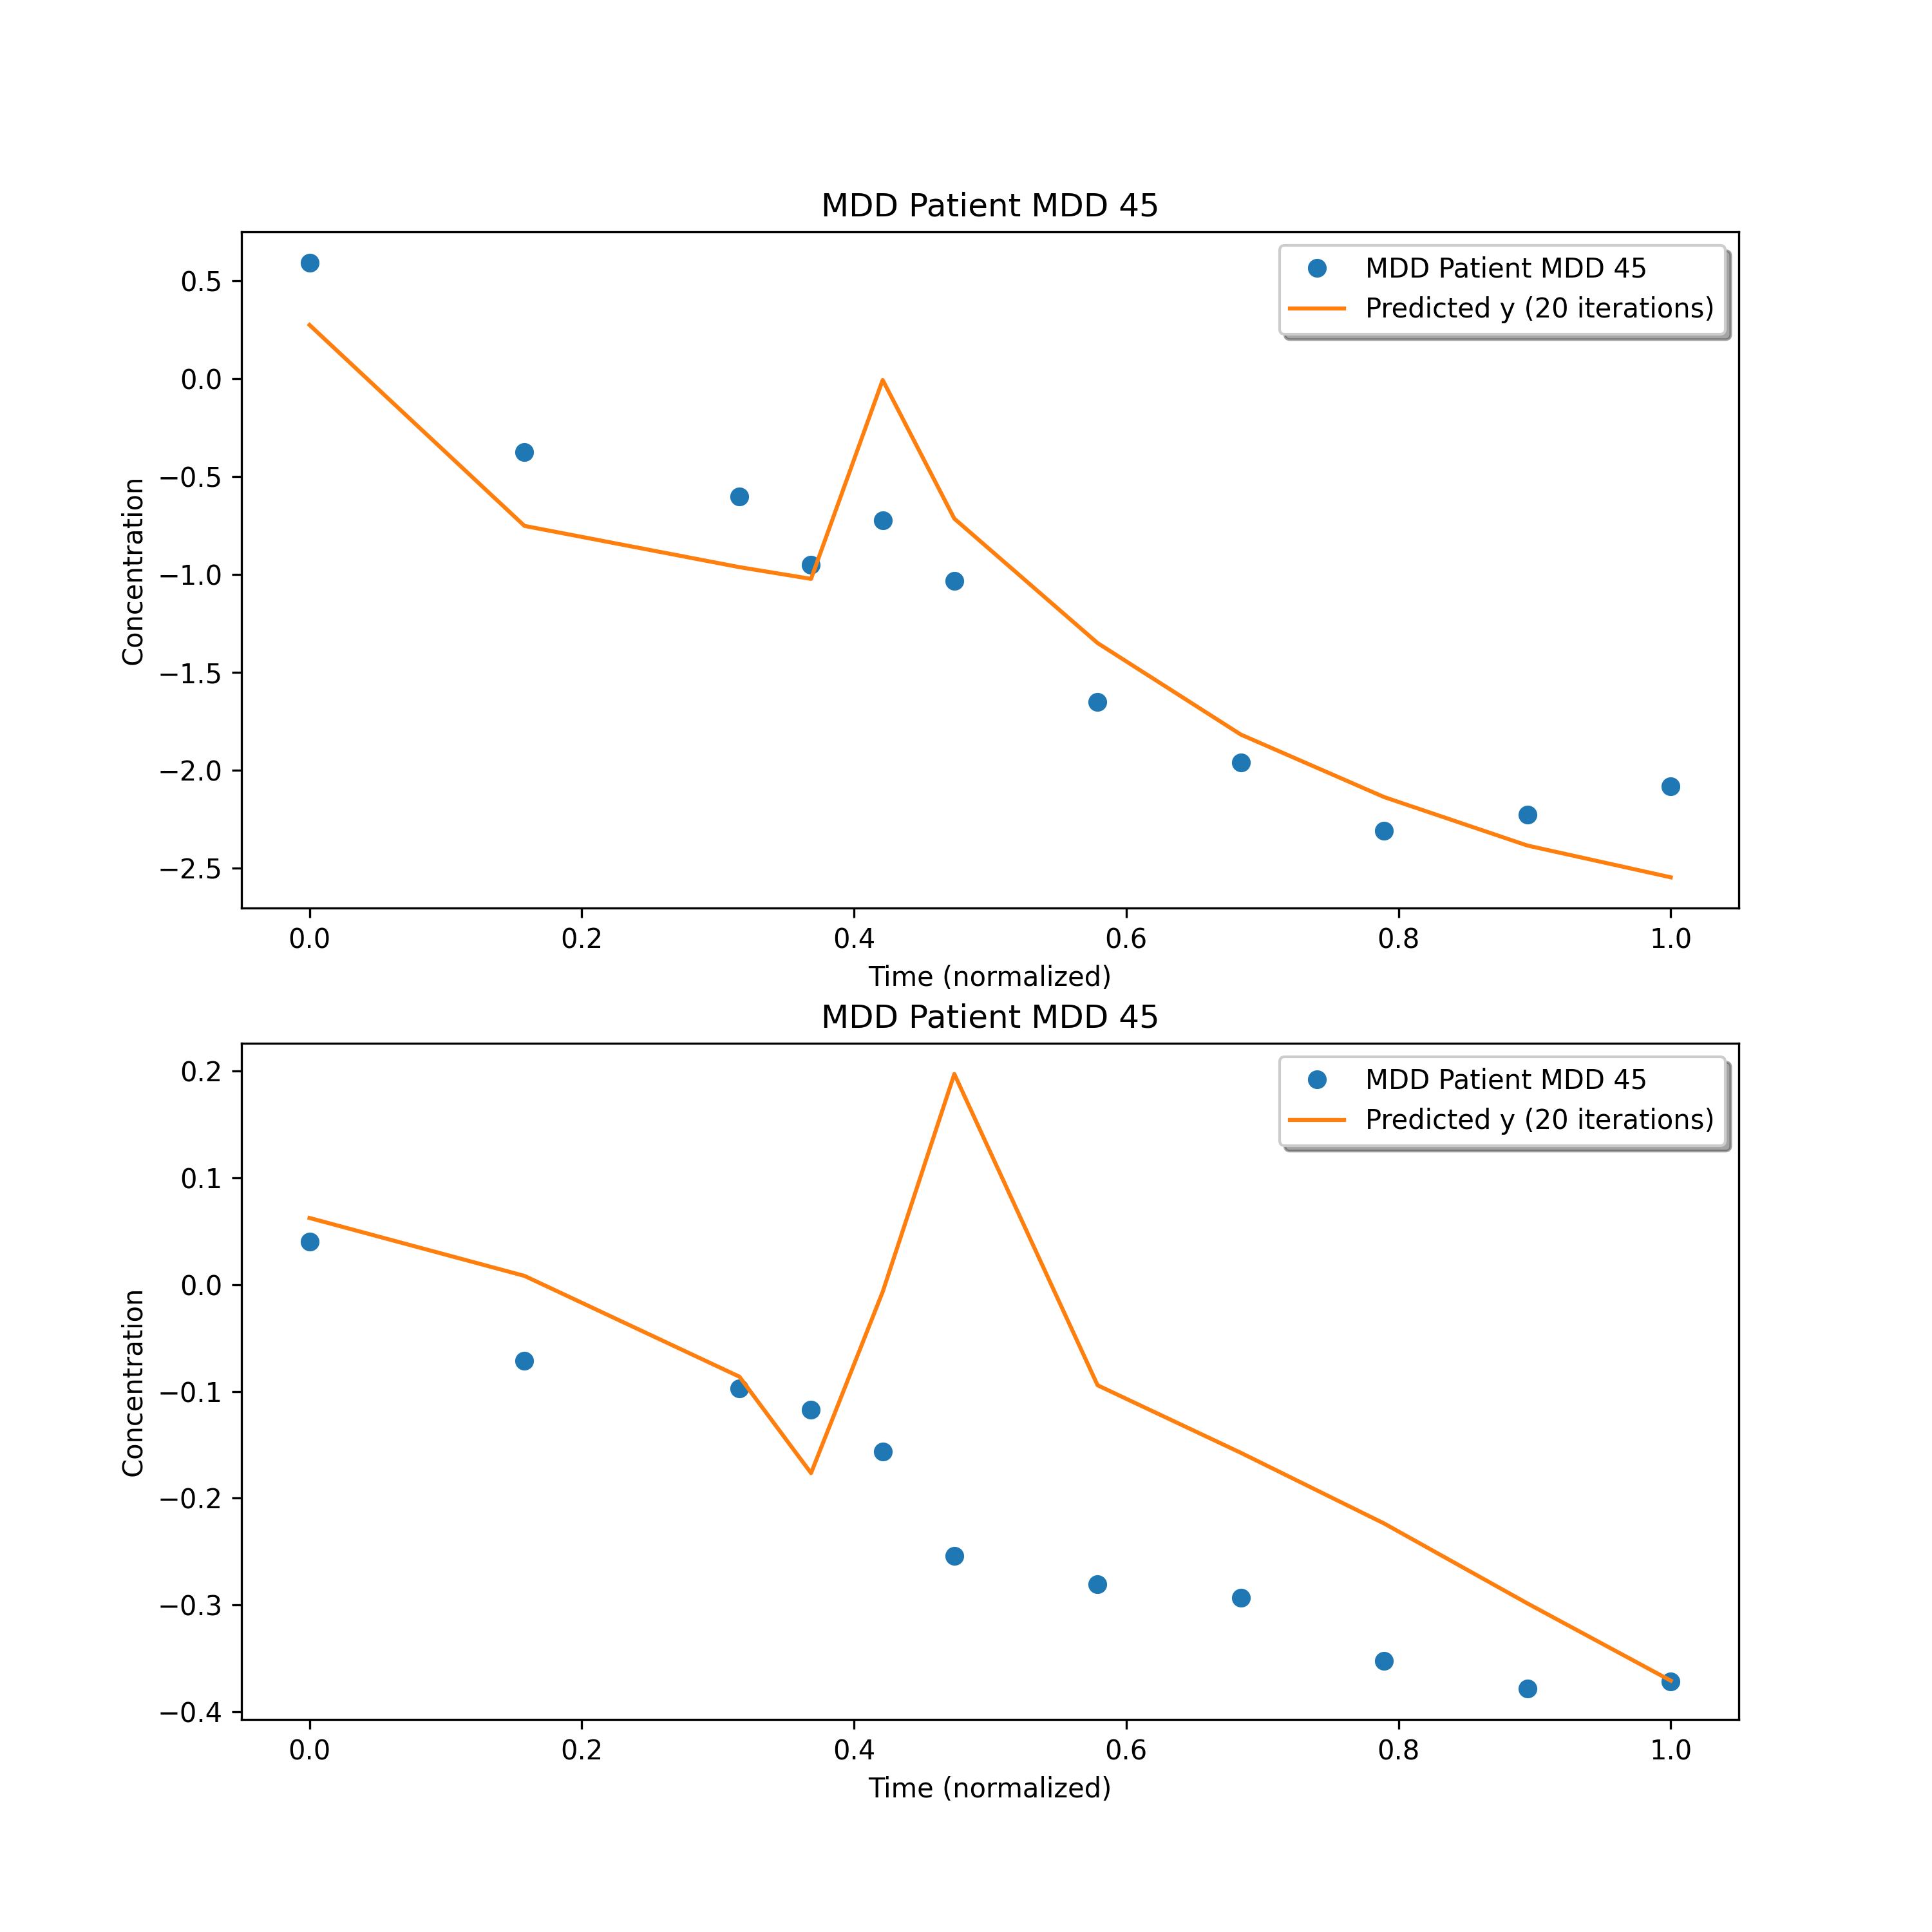 MDD Patient MDD 45
MDD Patient MDD 45
Predicted y (20 iterations)
Concentration
0.5
0.0
−0.5
−1.0
−1.5
−2.0
−2.5
0.0 0.2 0.4 0.6 0.8 1.0
Time (normalized)
MDD Patient MDD 45
MDD Patient MDD 45
Predicted y (20 iterations)
Concentration
0.2
0.1
0.0
−0.1
−0.2
−0.3
−0.4
0.0 0.2 0.4 0.6 0.8 1.0
Time (normalized)